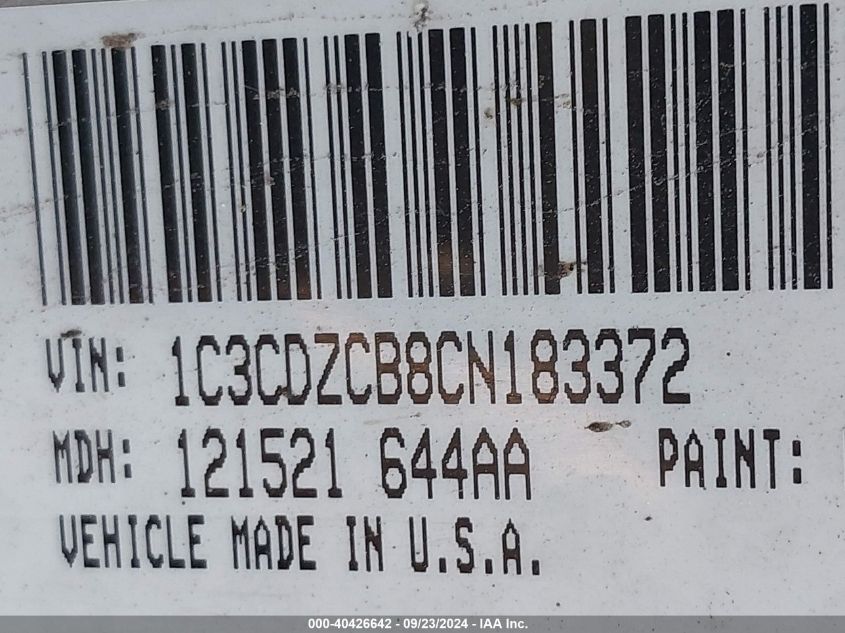 VIN: 1C3CDZCB8CN183372
MDH: 121521 644AA PAINT:
VEHICLE MADE IN U.S.A.
000-40426642 - 09/23/2024 - IAA Inc.